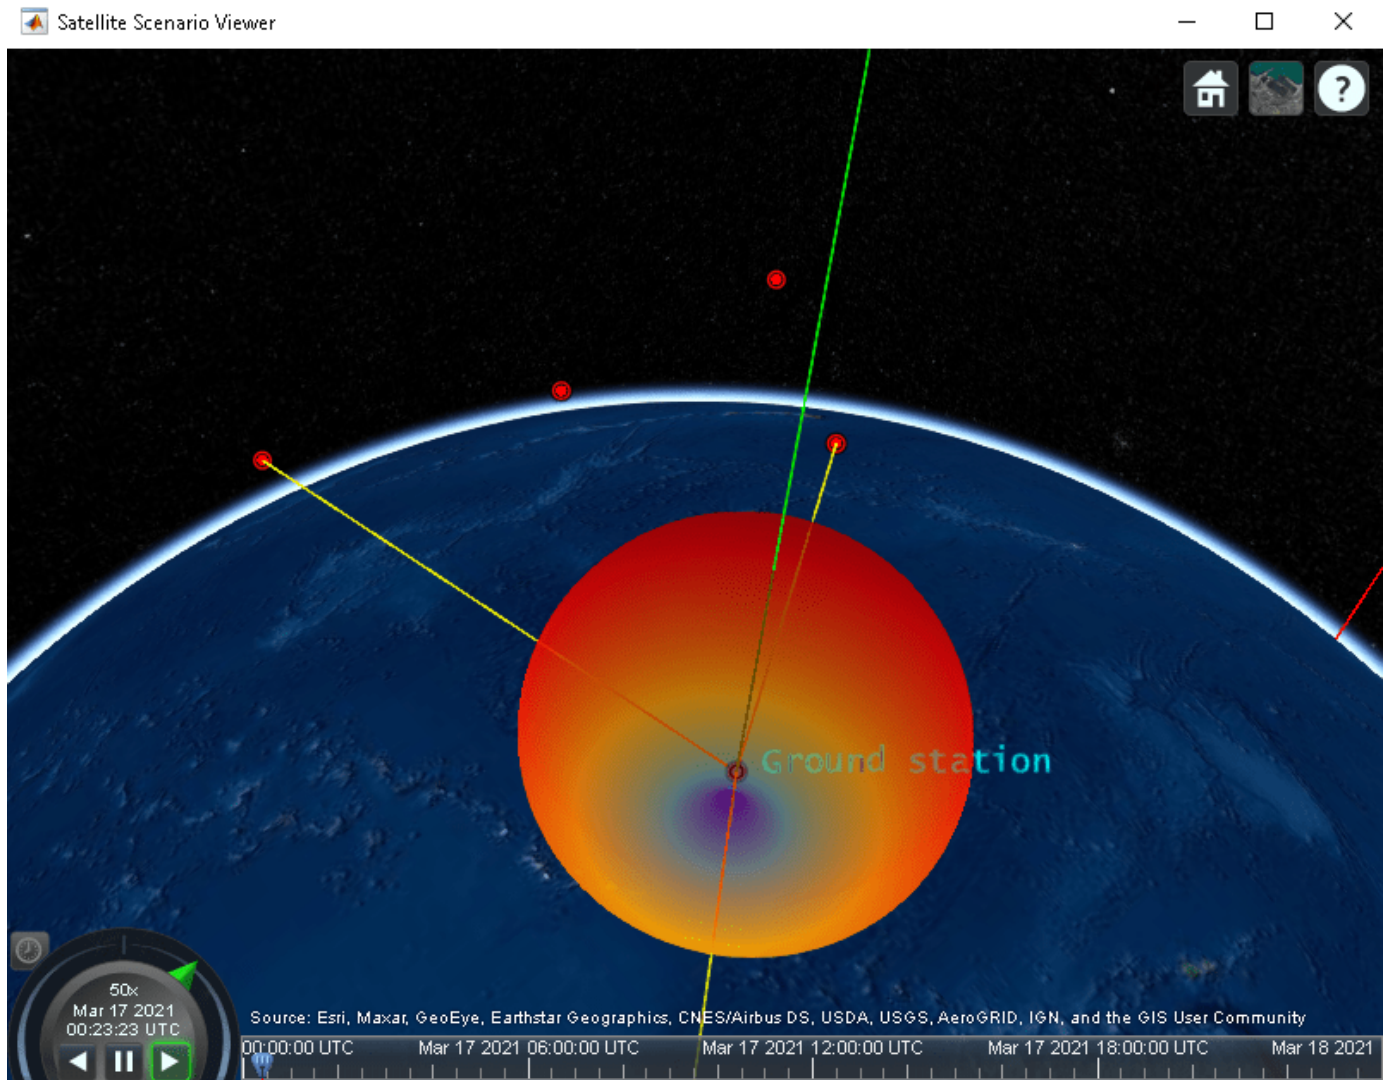 Satellite Scenario Viewer
?
Ground station
50x
Mar 17 2021
00:23:23 UTC
Source: Esri, Maxar, GeoEye, Earthstar Geographics, CNES/Airbus DS, USDA, USGS, AeroGRID, IGN, and the GIS User Community
00:00:00 UTC Mar 17 2021 06:00:00 UTC Mar 17 2021 12:00:00 UTC Mar 17 2021 18:00:00 UTC Mar 18 2021